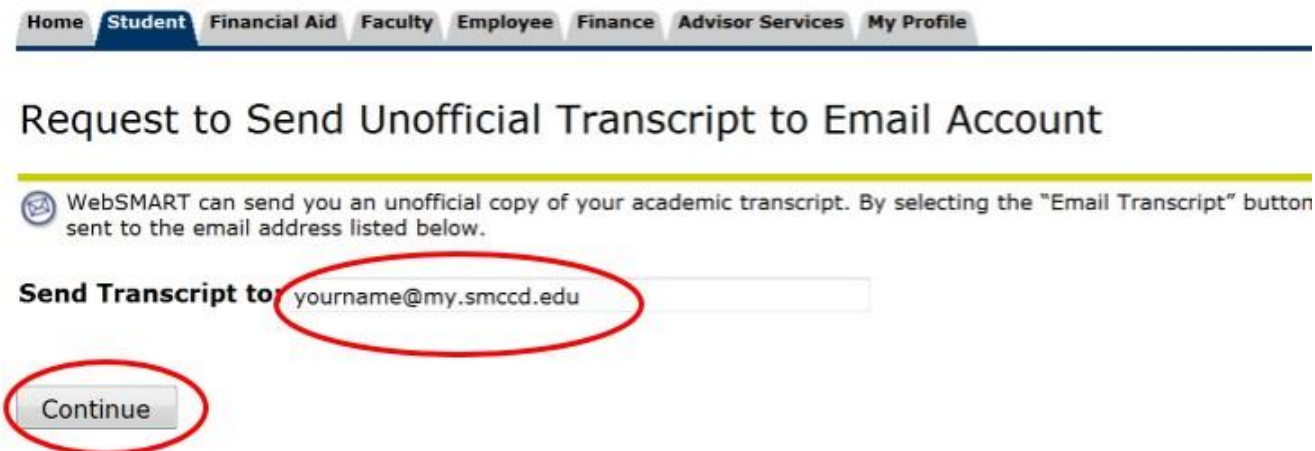 Home Student Financial Aid Faculty Employee Finance Advisor Services My Profile
Request to Send Unofficial Transcript to Email Account
WebSMART can send you an unofficial copy of your academic transcript. By selecting the "Email Transcript" button
sent to the email address listed below.
Send Transcript to: yourname@my.smccd.edu
Continue